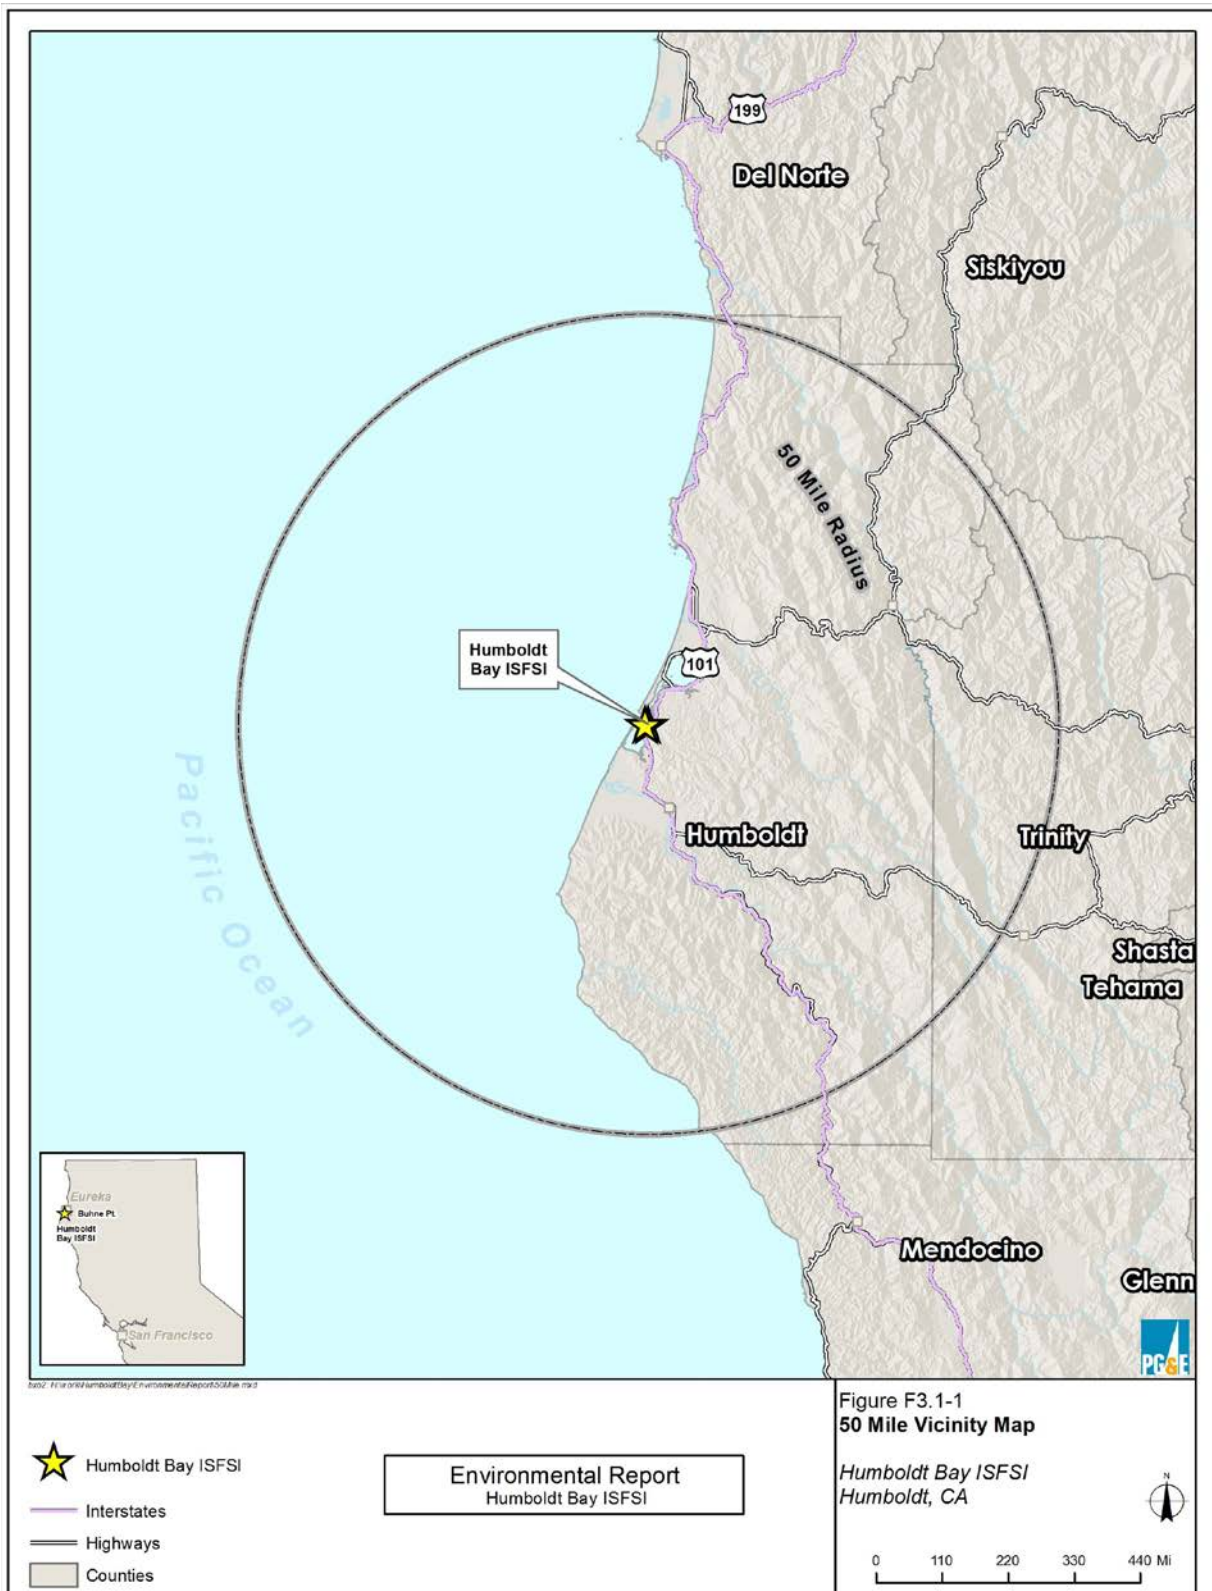 199
Del Norte
Siskiyou
50 Mile Radius
Humboldt
Bay ISFSI
101
Pacific Ocean
Humboldt
Trinity
Shasta
Tehama
Mendocino
Glenn
Eureka
Buhne Pt.
Humboldt
Bay ISFSI
San Francisco
PG&E
Figure F3.1-1
50 Mile Vicinity Map
Humboldt Bay ISFSI
Humboldt, CA
N
0 110 220 330 440 Mi
Environmental Report
Humboldt Bay ISFSI
Humboldt Bay ISFSI
Interstates
Highways
Counties